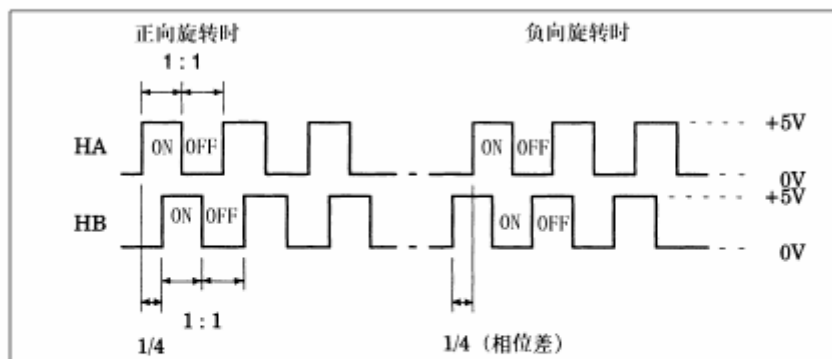 正向旋转时 负向旋转时
1 : 1
HA ON OFF ON OFF +5V
0V
HB ON OFF ON OFF +5V
0V
1 : 1
1/4 1/4（相位差）